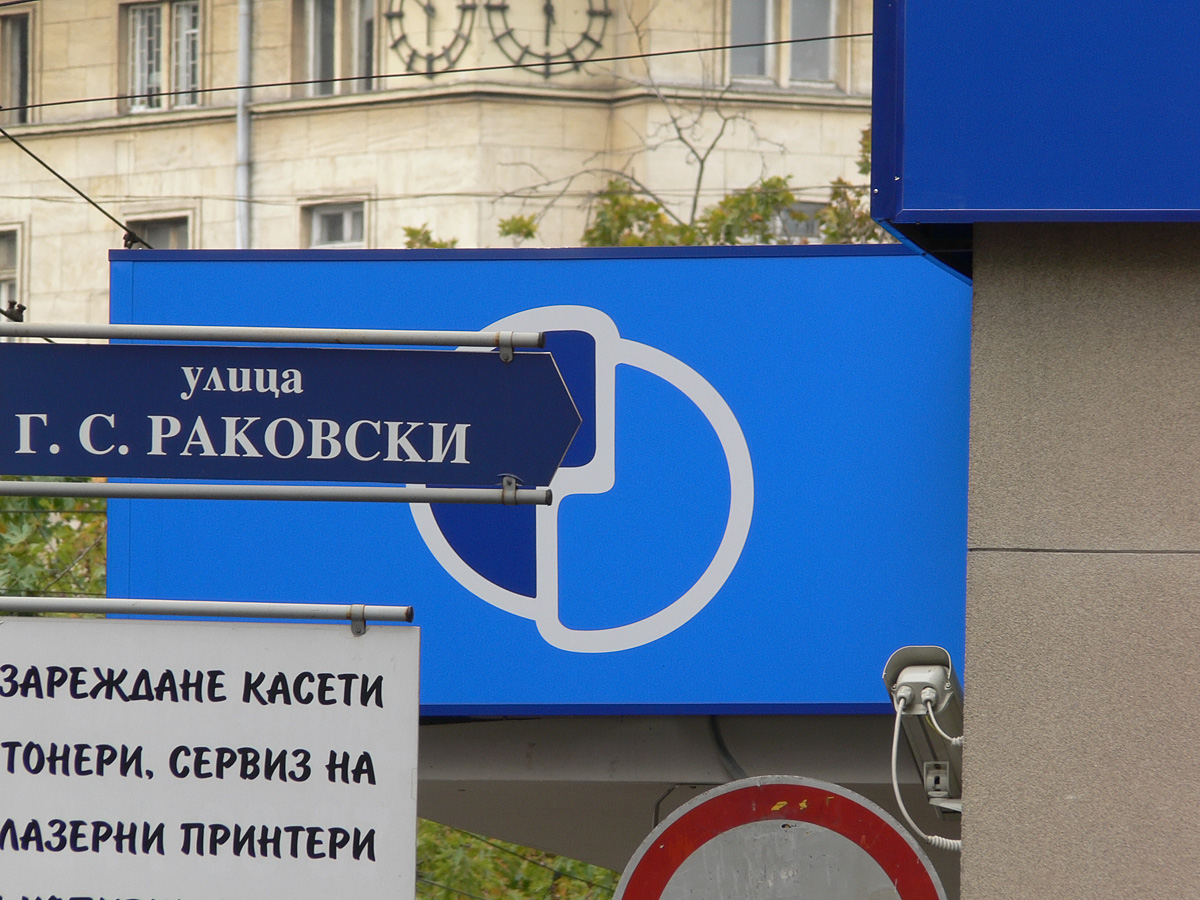 улица
Г. С. РАКОВСКИ
ЗАРЕЖДАНЕ КАСЕТИ
ТОНЕРИ, СЕРВИЗ НА
ЛАЗЕРНИ ПРИНТЕРИ